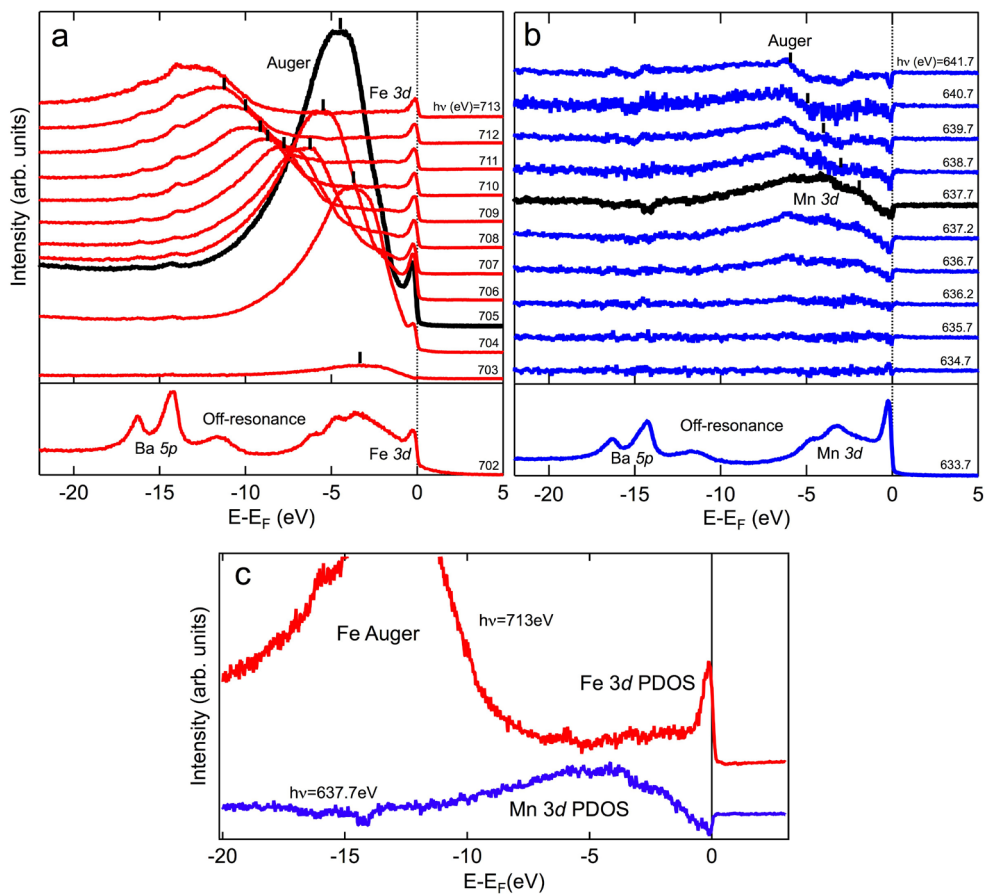 a
Auger
Fe 3d
hν (eV)=713
712
711
710
709
708
707
706
705
704
703
Off-resonance
Ba 5p
Fe 3d
702
-20 -15 -10 -5 0 5
E-EF (eV)
Intensity (arb. units)
b
Auger
hν (eV)=641.7
640.7
639.7
638.7
637.7
Mn 3d
637.2
636.7
636.2
635.7
634.7
Off-resonance
Ba 5p
Mn 3d
633.7
-20 -15 -10 -5 0 5
E-EF (eV)
c
hν=713eV
Fe Auger
Fe 3d PDOS
hν=637.7eV
Mn 3d PDOS
-20 -15 -10 -5 0
E-EF(eV)
Intensity (arb. units)